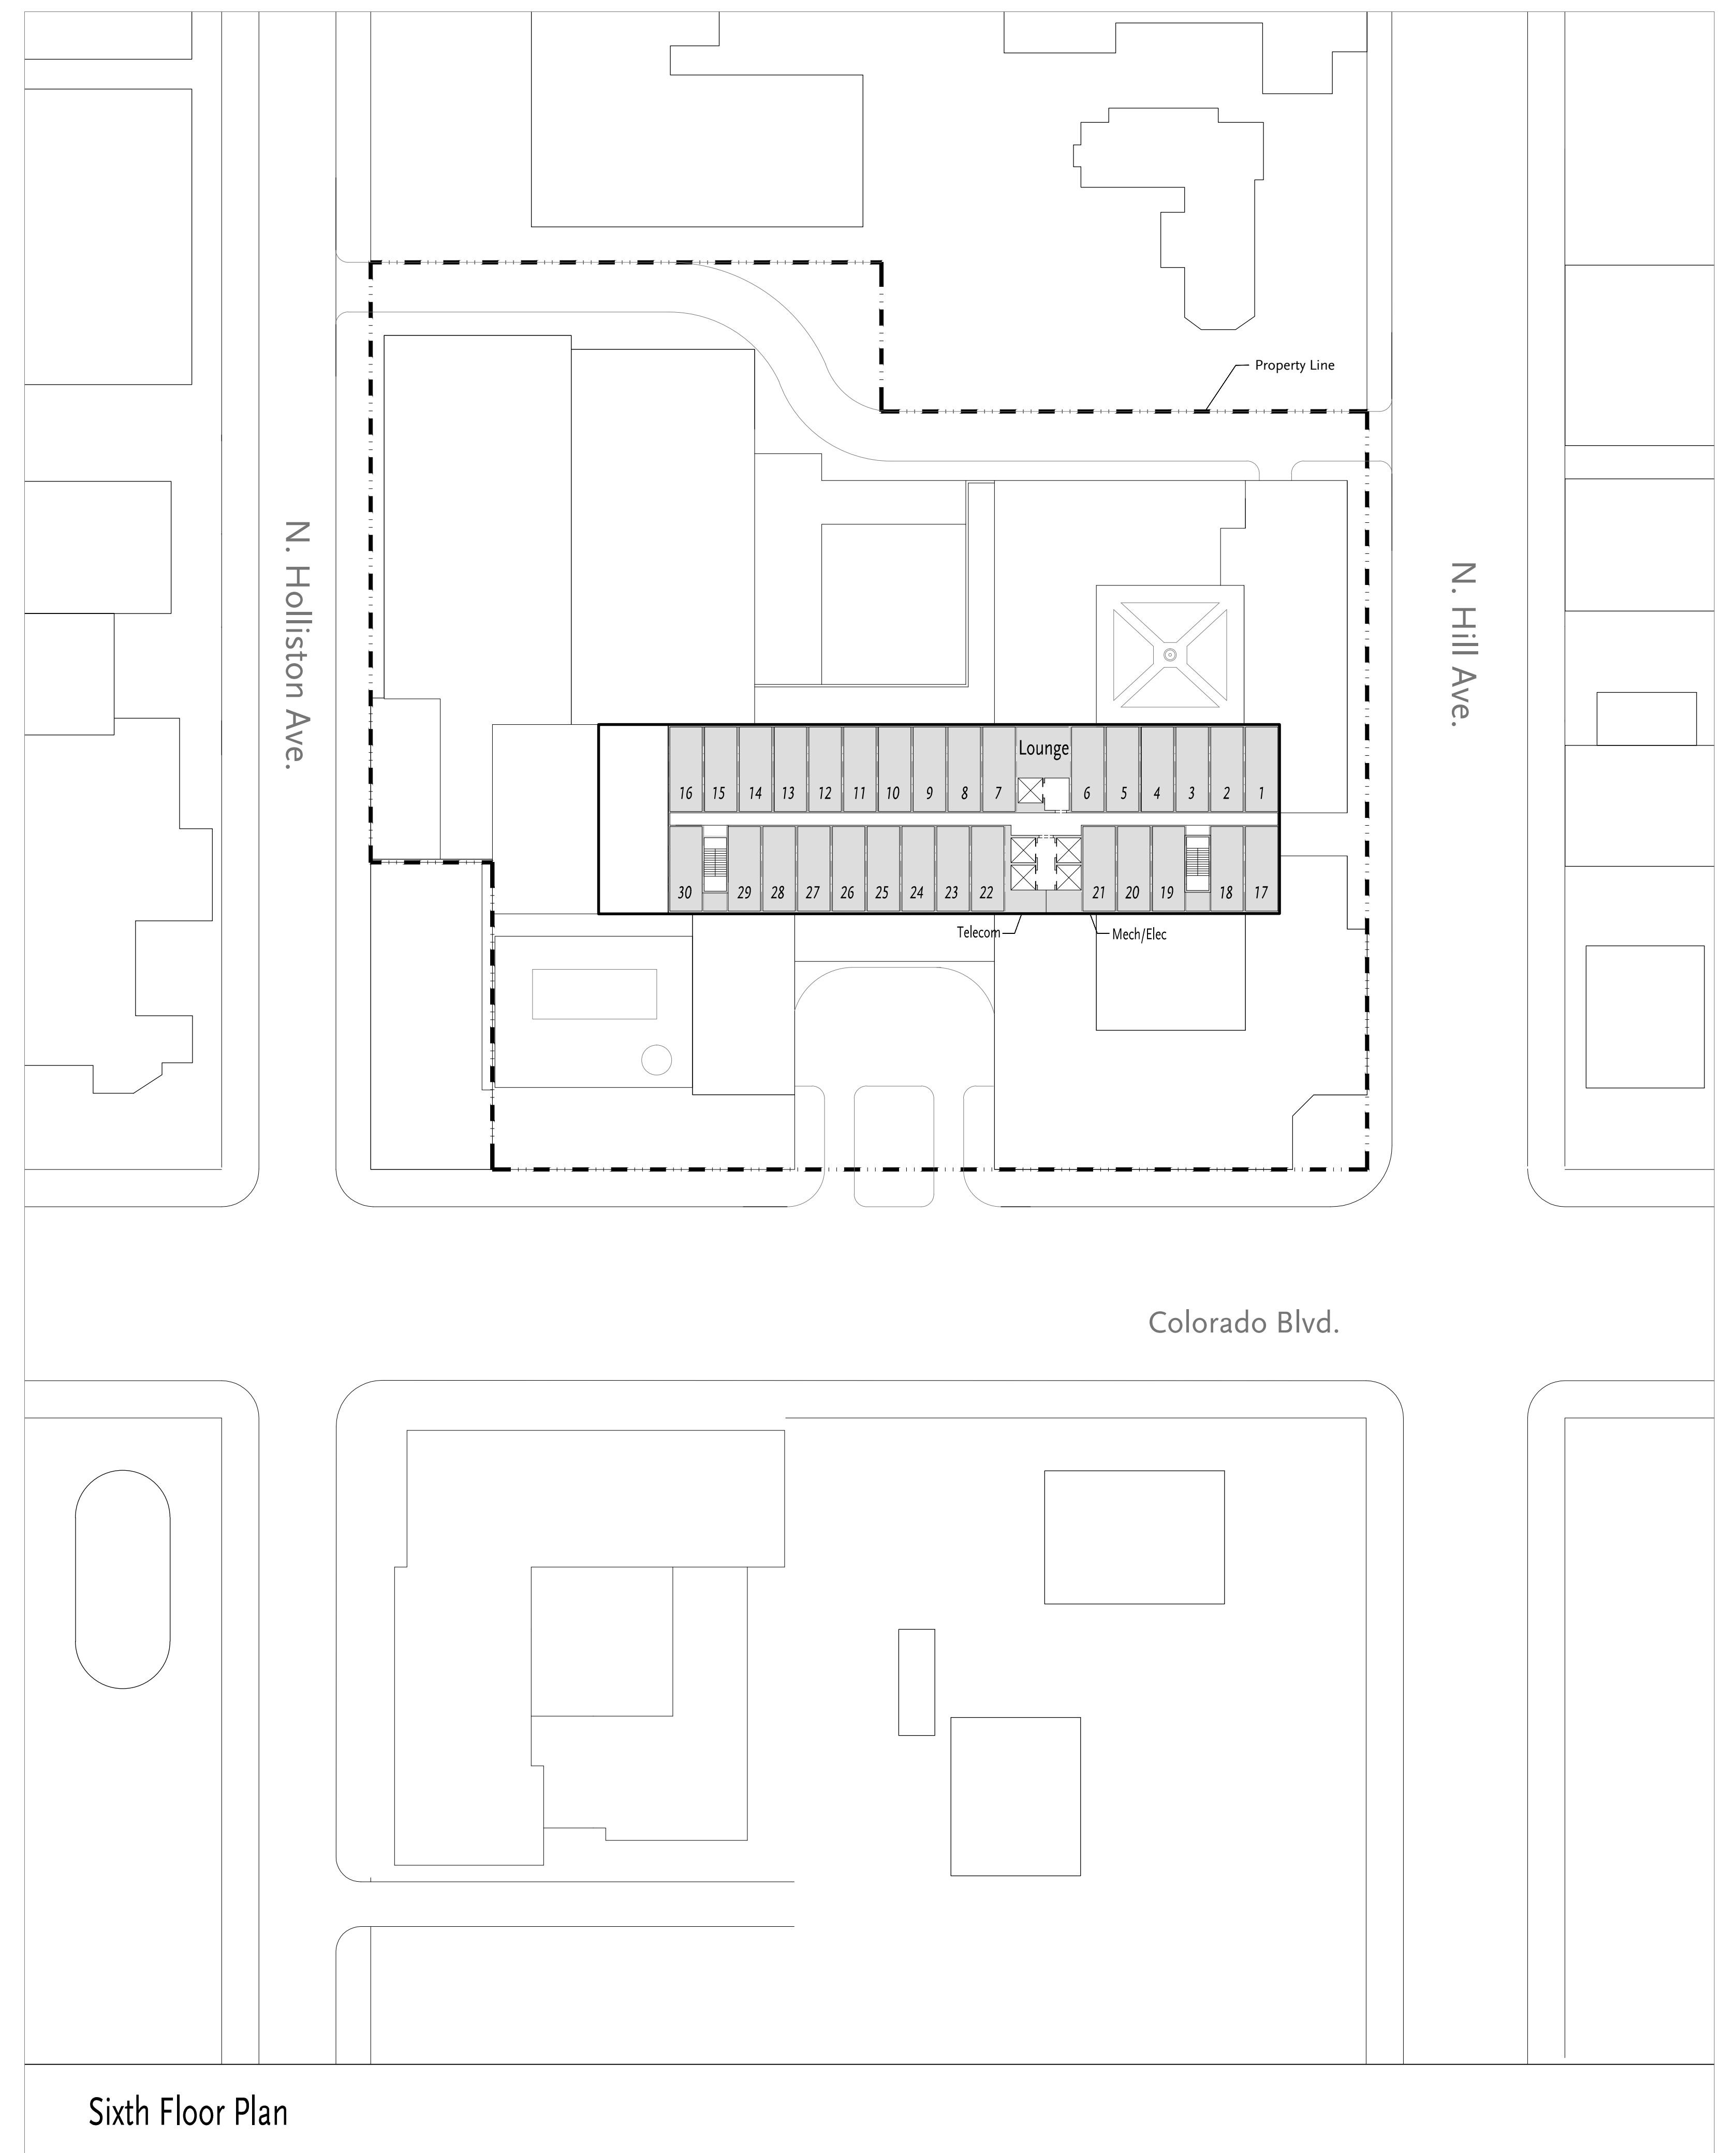 Property Line
N. Holliston Ave.
N. Hill Ave.
Lounge
16 15 14 13 12 11 10 9 8 7 6 5 4 3 2 1
30 29 28 27 26 25 24 23 22 21 20 19 18 17
Telecom
Mech/Elec
Colorado Blvd.
Sixth Floor Plan